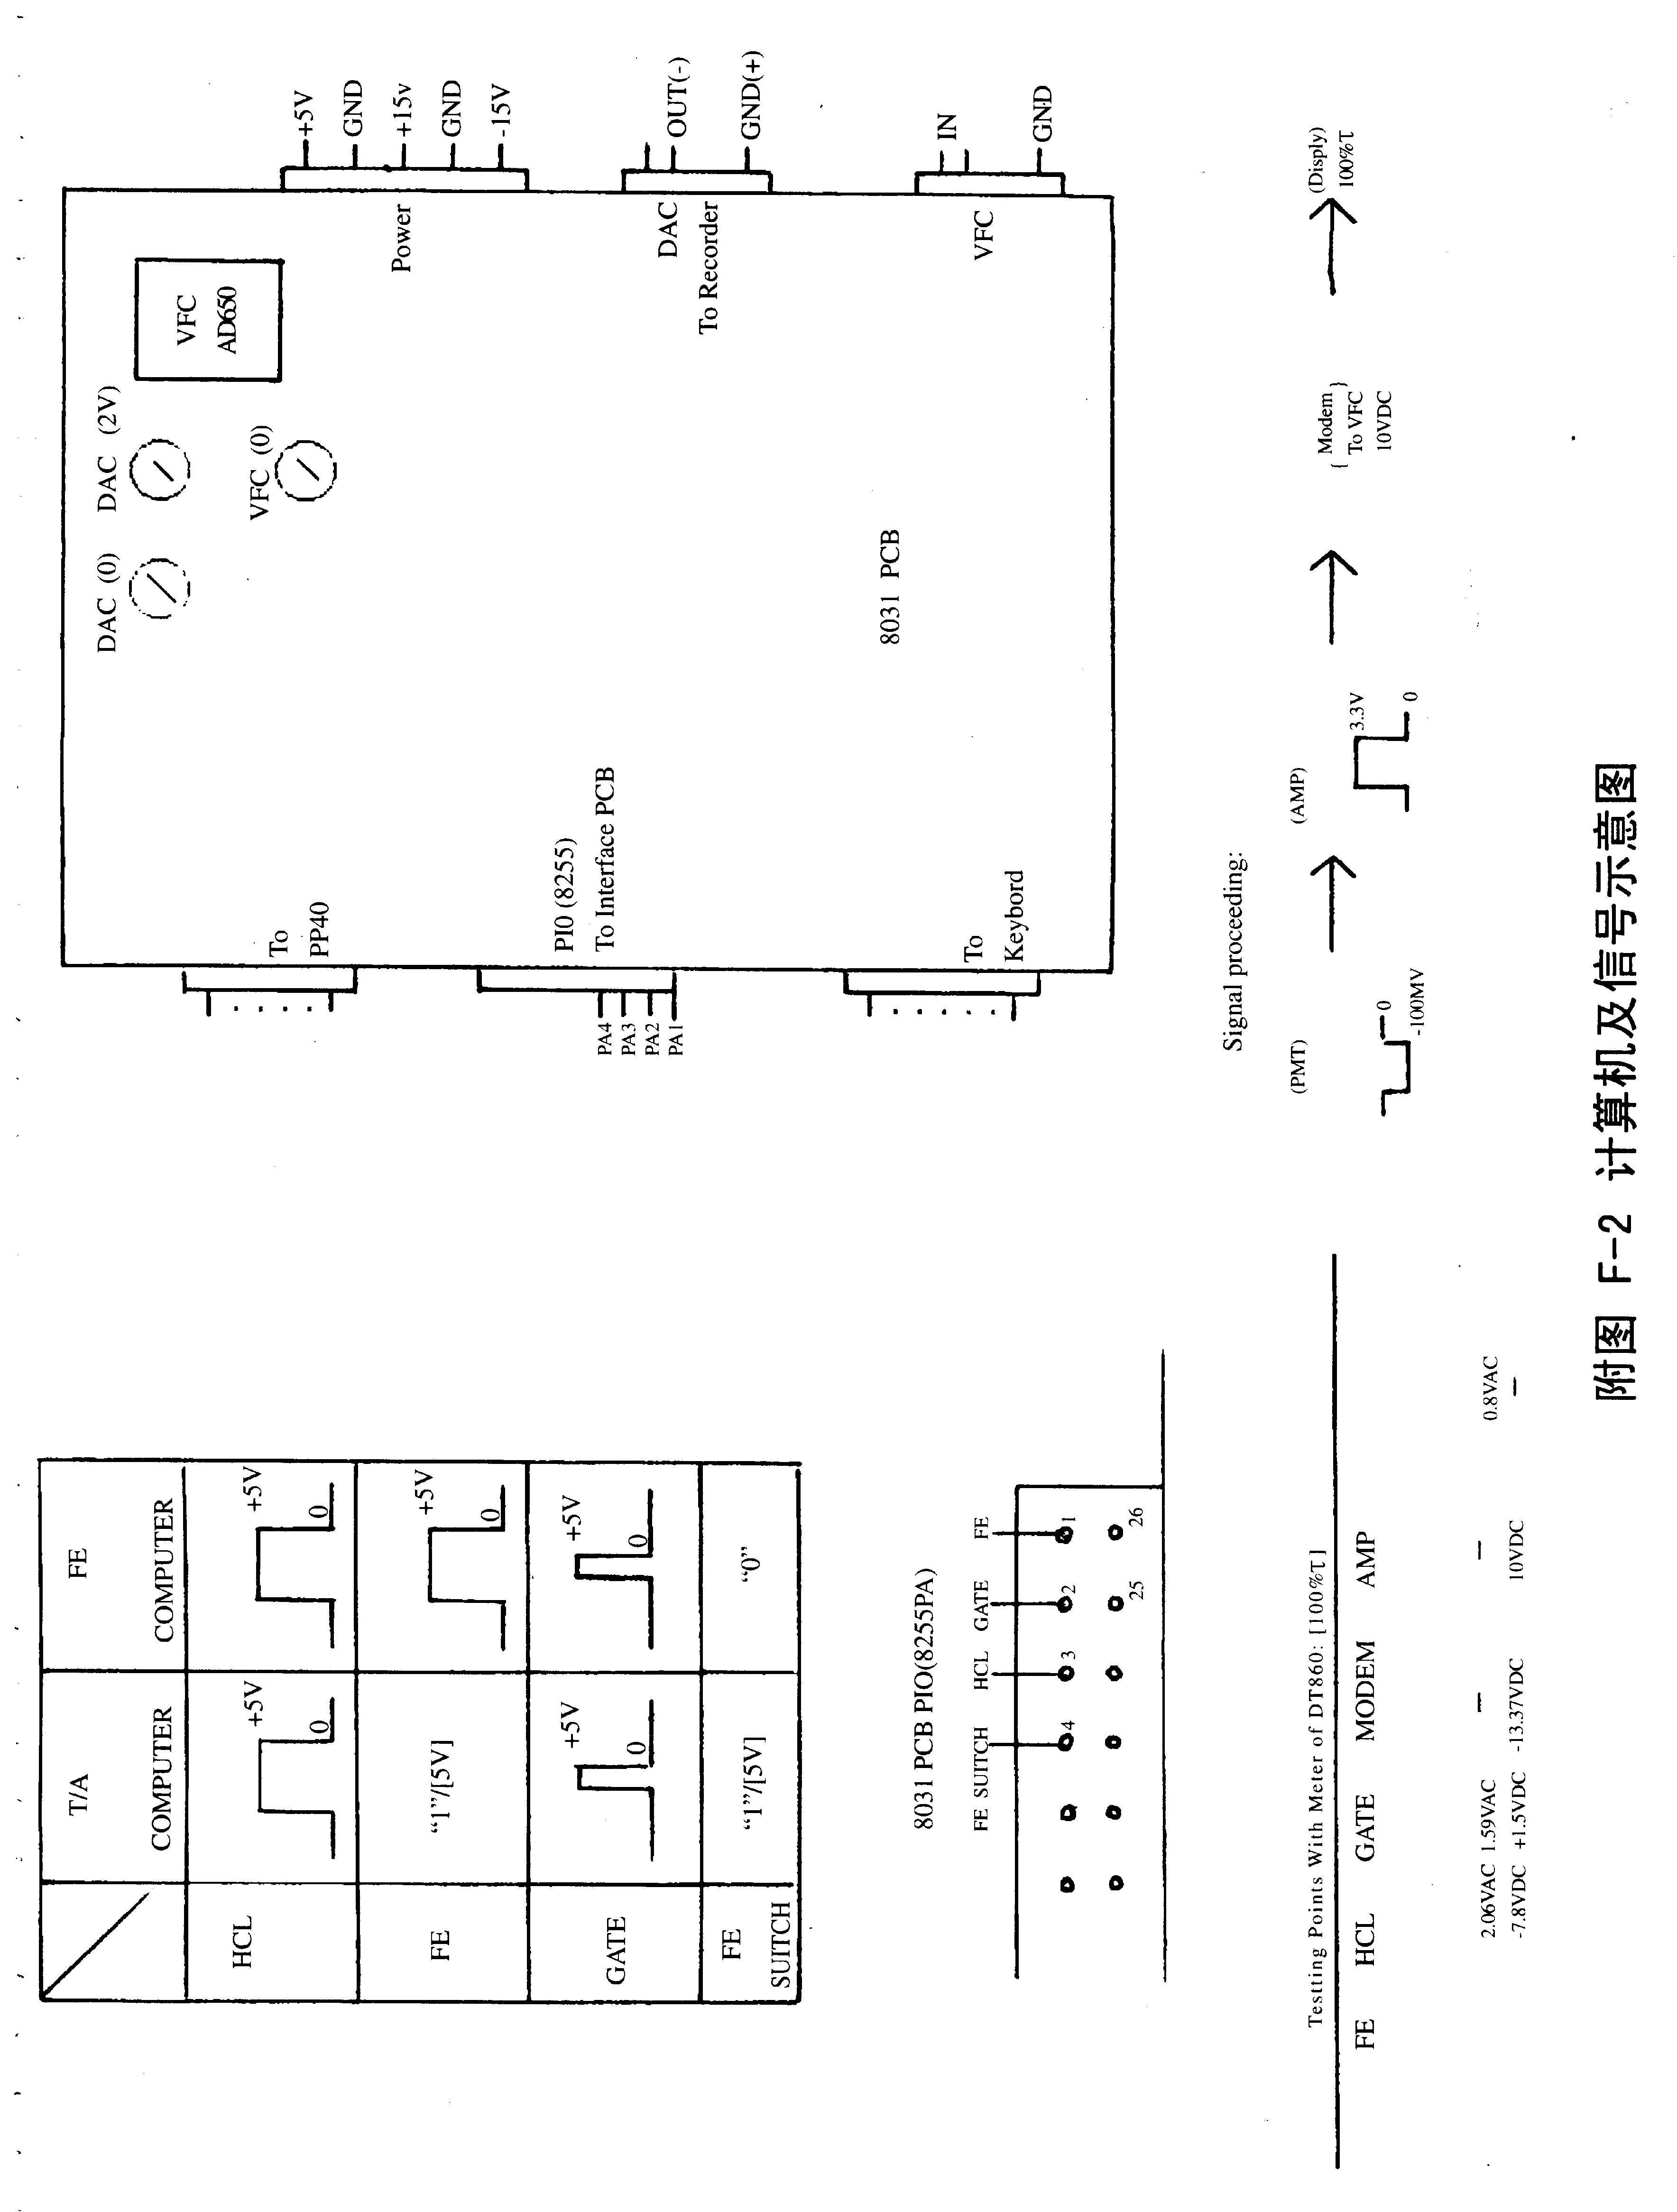 T/A
COMPUTER
FE
COMPUTER
HCL
+5V
0
+5V
0
FE
“1”/[5V]
+5V
0
GATE
+5V
0
+5V
0
FE
SUITCH
“1”/[5V]
“0”
8031 PCB PIO(8255PA)
FE SUITCH HCL GATE FE
4 3 2 1
25 26
Testing Points With Meter of DT860: [100%τ]
FE HCL GATE MODEM AMP
2.06VAC 1.59VAC — — 0.8VAC
-7.8VDC +1.5VDC -13.37VDC 10VDC —
DAC (0) DAC (2V)
VFC (0)
VFC
AD650
To
PP40
PI0 (8255)
To Interface PCB
PA4
PA3
PA2
PA1
To
Keybord
8031 PCB
Power
+5V
GND
+15v
GND
-15V
DAC
To Recorder
OUT(-)
GND(+)
VFC
IN
GND
Signal proceeding:
(PMT)
0
-100MV
(AMP)
3.3V
0
{ Modem }
To VFC
10VDC
(Disply)
100%τ
附图 F-2 计算机及信号示意图